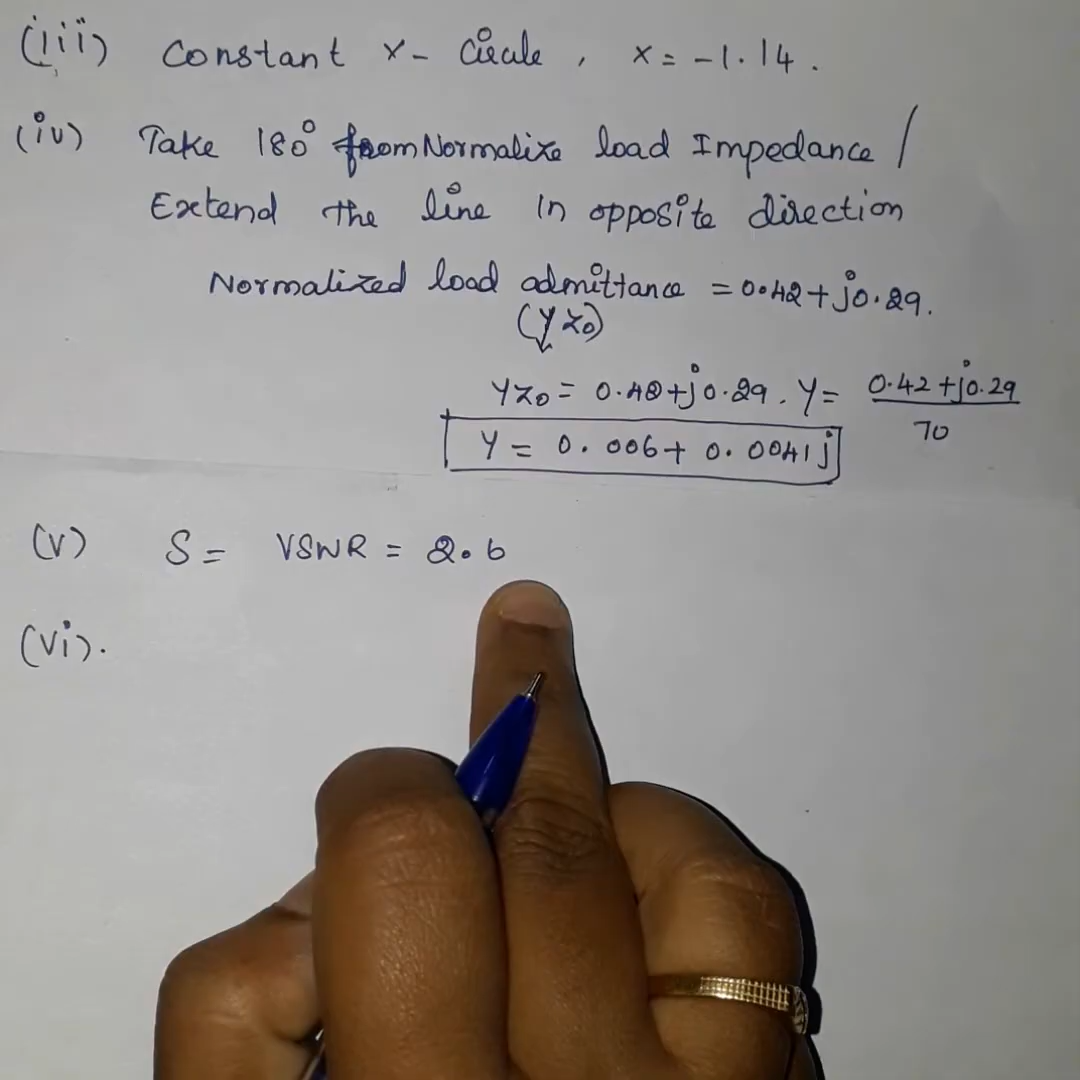 (iii) Constant x- Circle, x = -1.14.
(iv) Take 180° from Normalize load Impedance /
Extend the line in opposite direction
Normalized load admittance = 0.42 + j0.29.
(YZ0)
YZ0 = 0.42+j0.29. Y = 0.42+j0.29 / 70
Y = 0.006 + 0.0041j
(v) S = VSWR = 2.6
(vi).